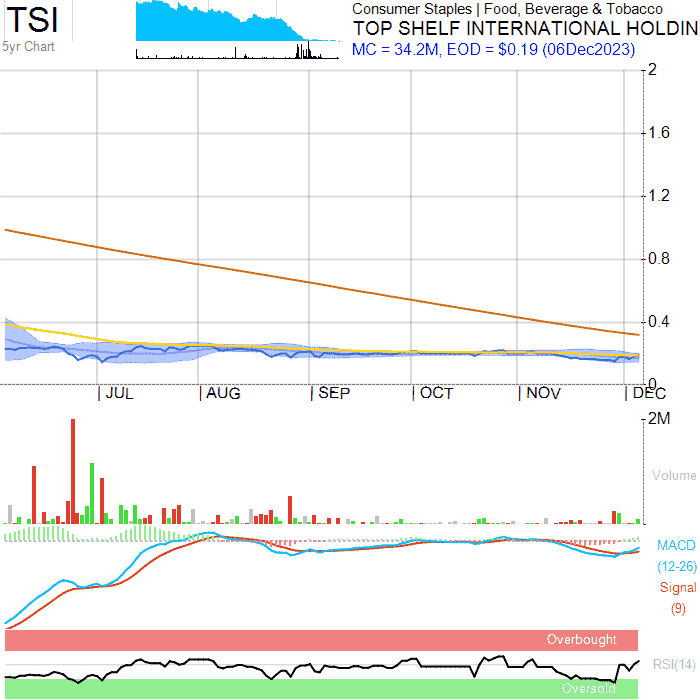 TSI
5yr Chart
Consumer Staples | Food, Beverage & Tobacco
TOP SHELF INTERNATIONAL HOLDIN
MC = 34.2M, EOD = $0.19 (06Dec2023)
2
1.6
1.2
0.8
0.4
0
JUL AUG SEP OCT NOV DEC
2M
Volume
MACD
(12-26)
Signal
(9)
Overbought
RSI(14)
Oversold